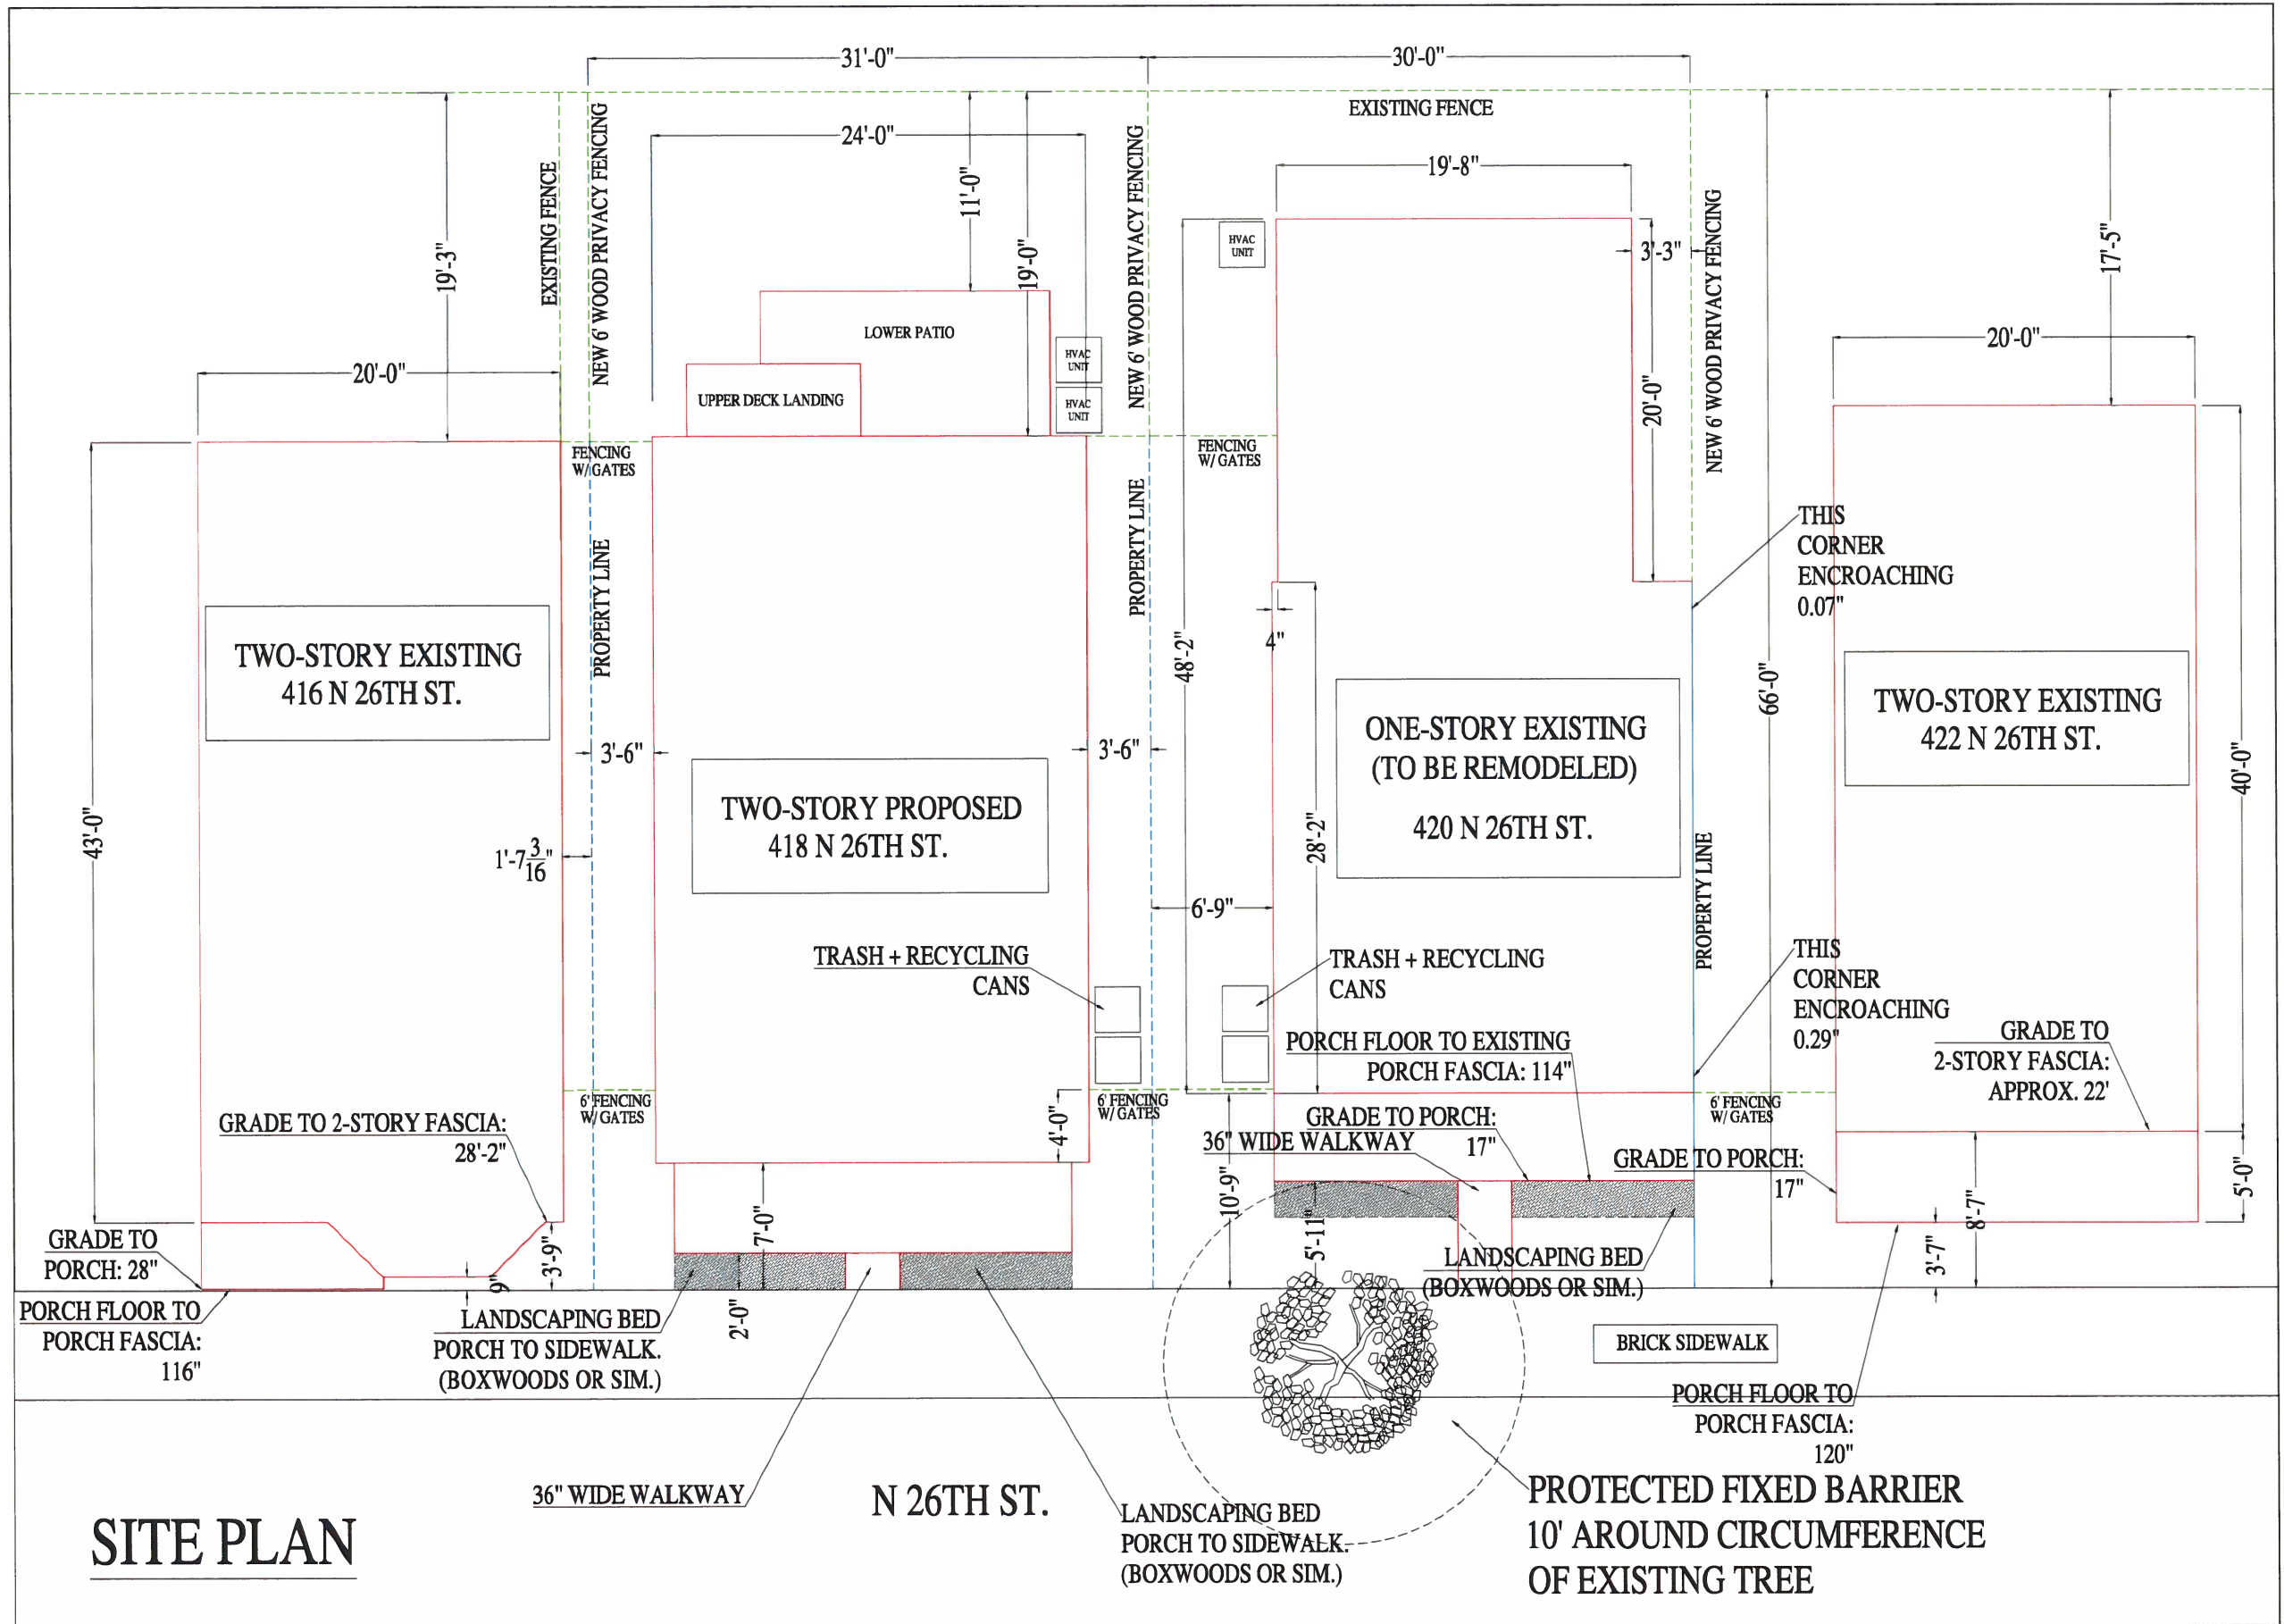 31'-0"
30'-0"
EXISTING FENCE
24'-0"
19'-8"
11'-0"
19'-0"
19'-3"
EXISTING FENCE
NEW 6' WOOD PRIVACY FENCING
NEW 6' WOOD PRIVACY FENCING
HVAC
UNIT
3'-3"
NEW 6' WOOD PRIVACY FENCING
17'-5"
LOWER PATIO
20'-0"
HVAC
UNIT
UPPER DECK LANDING
HVAC
UNIT
20'-0"
20'-0"
FENCING
W/ GATES
FENCING
W/ GATES
PROPERTY LINE
PROPERTY LINE
THIS
CORNER
ENCROACHING
0.07"
4"
48'-2"
66'-0"
TWO-STORY EXISTING
416 N 26TH ST.
3'-6"
3'-6"
ONE-STORY EXISTING
(TO BE REMODELED)
420 N 26TH ST.
TWO-STORY EXISTING
422 N 26TH ST.
40'-0"
TWO-STORY PROPOSED
418 N 26TH ST.
43'-0"
1'-7 3/16"
28'-2"
PROPERTY LINE
6'-9"
TRASH + RECYCLING
CANS
TRASH + RECYCLING
CANS
THIS
CORNER
ENCROACHING
0.29"
PORCH FLOOR TO EXISTING
PORCH FASCIA: 114"
GRADE TO
2-STORY FASCIA:
APPROX. 22'
6' FENCING
W/ GATES
6' FENCING
W/ GATES
6' FENCING
W/ GATES
GRADE TO 2-STORY FASCIA:
28'-2"
4'-0"
GRADE TO PORCH:
17"
36" WIDE WALKWAY
GRADE TO PORCH:
17"
10'-9"
5'-0"
7'-0"
5'-11"
8'-7"
GRADE TO
PORCH: 28"
3'-9"
9"
3'-7"
LANDSCAPING BED
(BOXWOODS OR SIM.)
PORCH FLOOR TO
PORCH FASCIA:
116"
LANDSCAPING BED
PORCH TO SIDEWALK.
(BOXWOODS OR SIM.)
2'-0"
BRICK SIDEWALK
PORCH FLOOR TO
PORCH FASCIA:
120"
36" WIDE WALKWAY
N 26TH ST.
LANDSCAPING BED
PORCH TO SIDEWALK.
(BOXWOODS OR SIM.)
PROTECTED FIXED BARRIER
10' AROUND CIRCUMFERENCE
OF EXISTING TREE
SITE PLAN